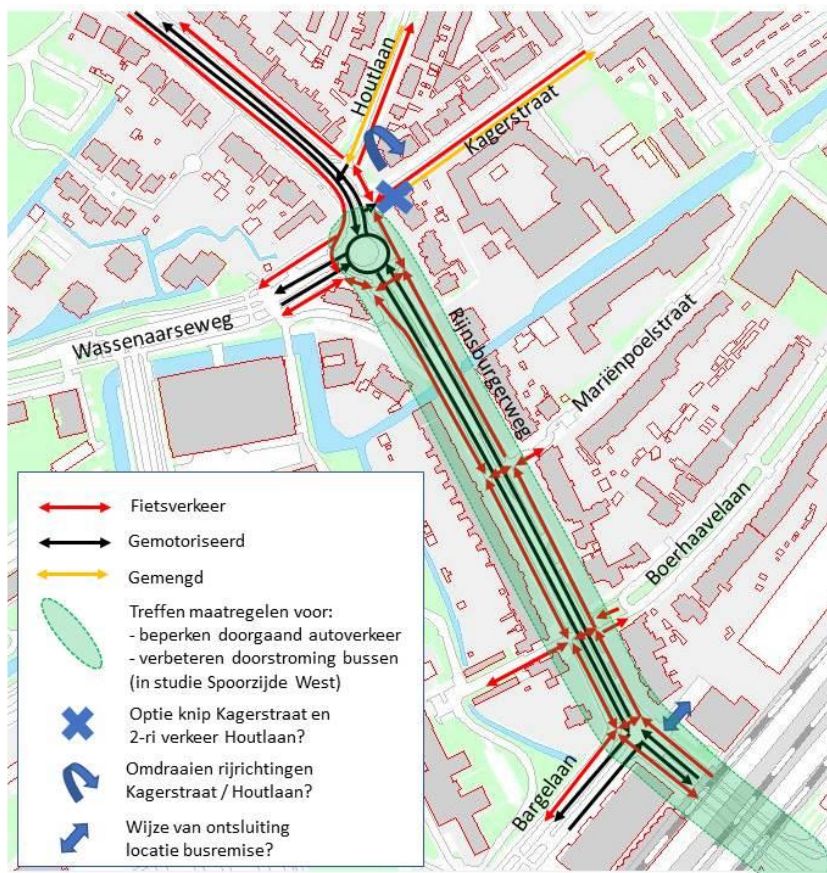 Houtlaan
Kagerstraat
Wassenaarseweg
Rijnsburgerweg
Mariënpoelstraat
Boerhaavelaan
Bargelaan
Fietsverkeer
Gemotoriseerd
Gemengd
Treffen maatregelen voor:
- beperken doorgaand autoverkeer
- verbeteren doorstroming bussen
(in studie Spoorzijde West)
Optie knip Kagerstraat en
2-ri verkeer Houtlaan?
Omdraaien rijrichtingen
Kagerstraat / Houtlaan?
Wijze van ontsluiting
locatie busremise?